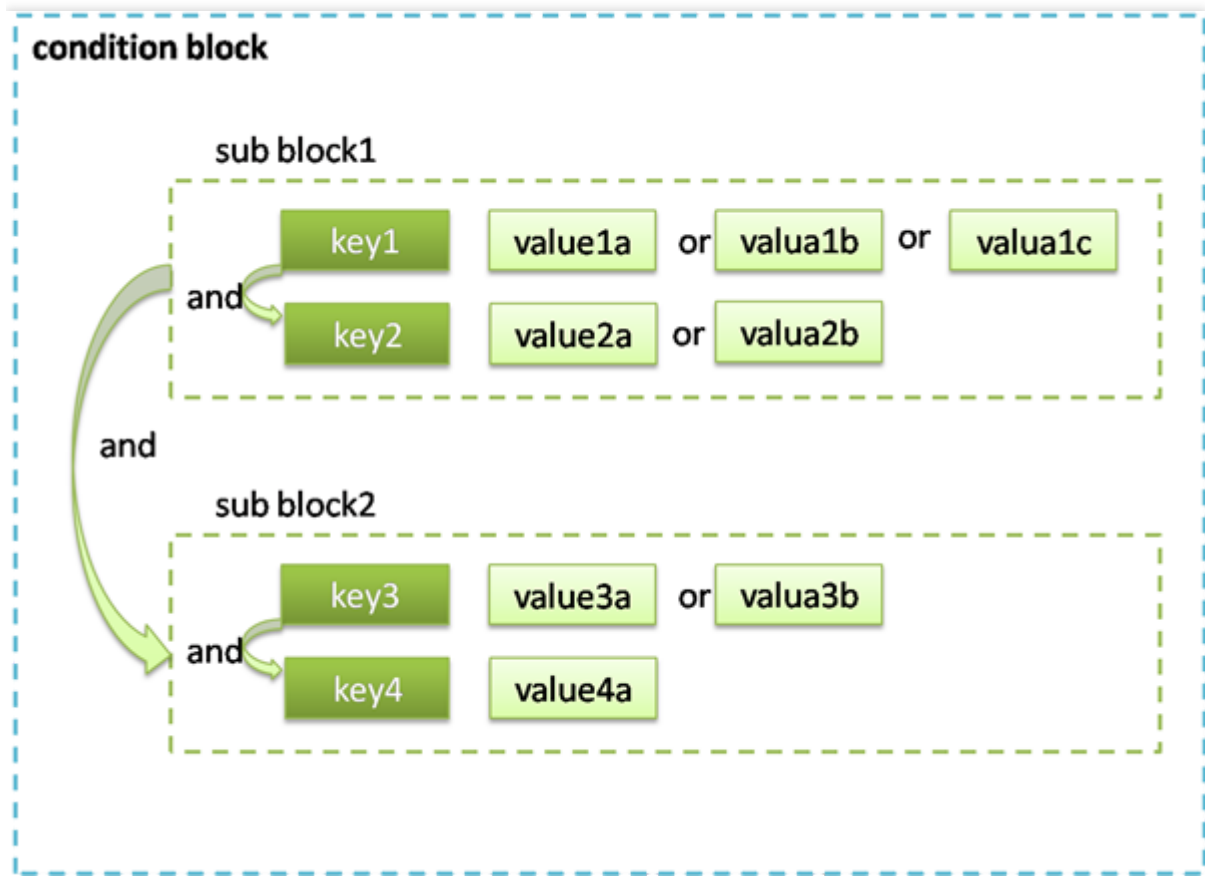 condition block
sub block1
key1 value1a or valua1b or valua1c
and
key2 value2a or valua2b
and
sub block2
key3 value3a or valua3b
and
key4 value4a